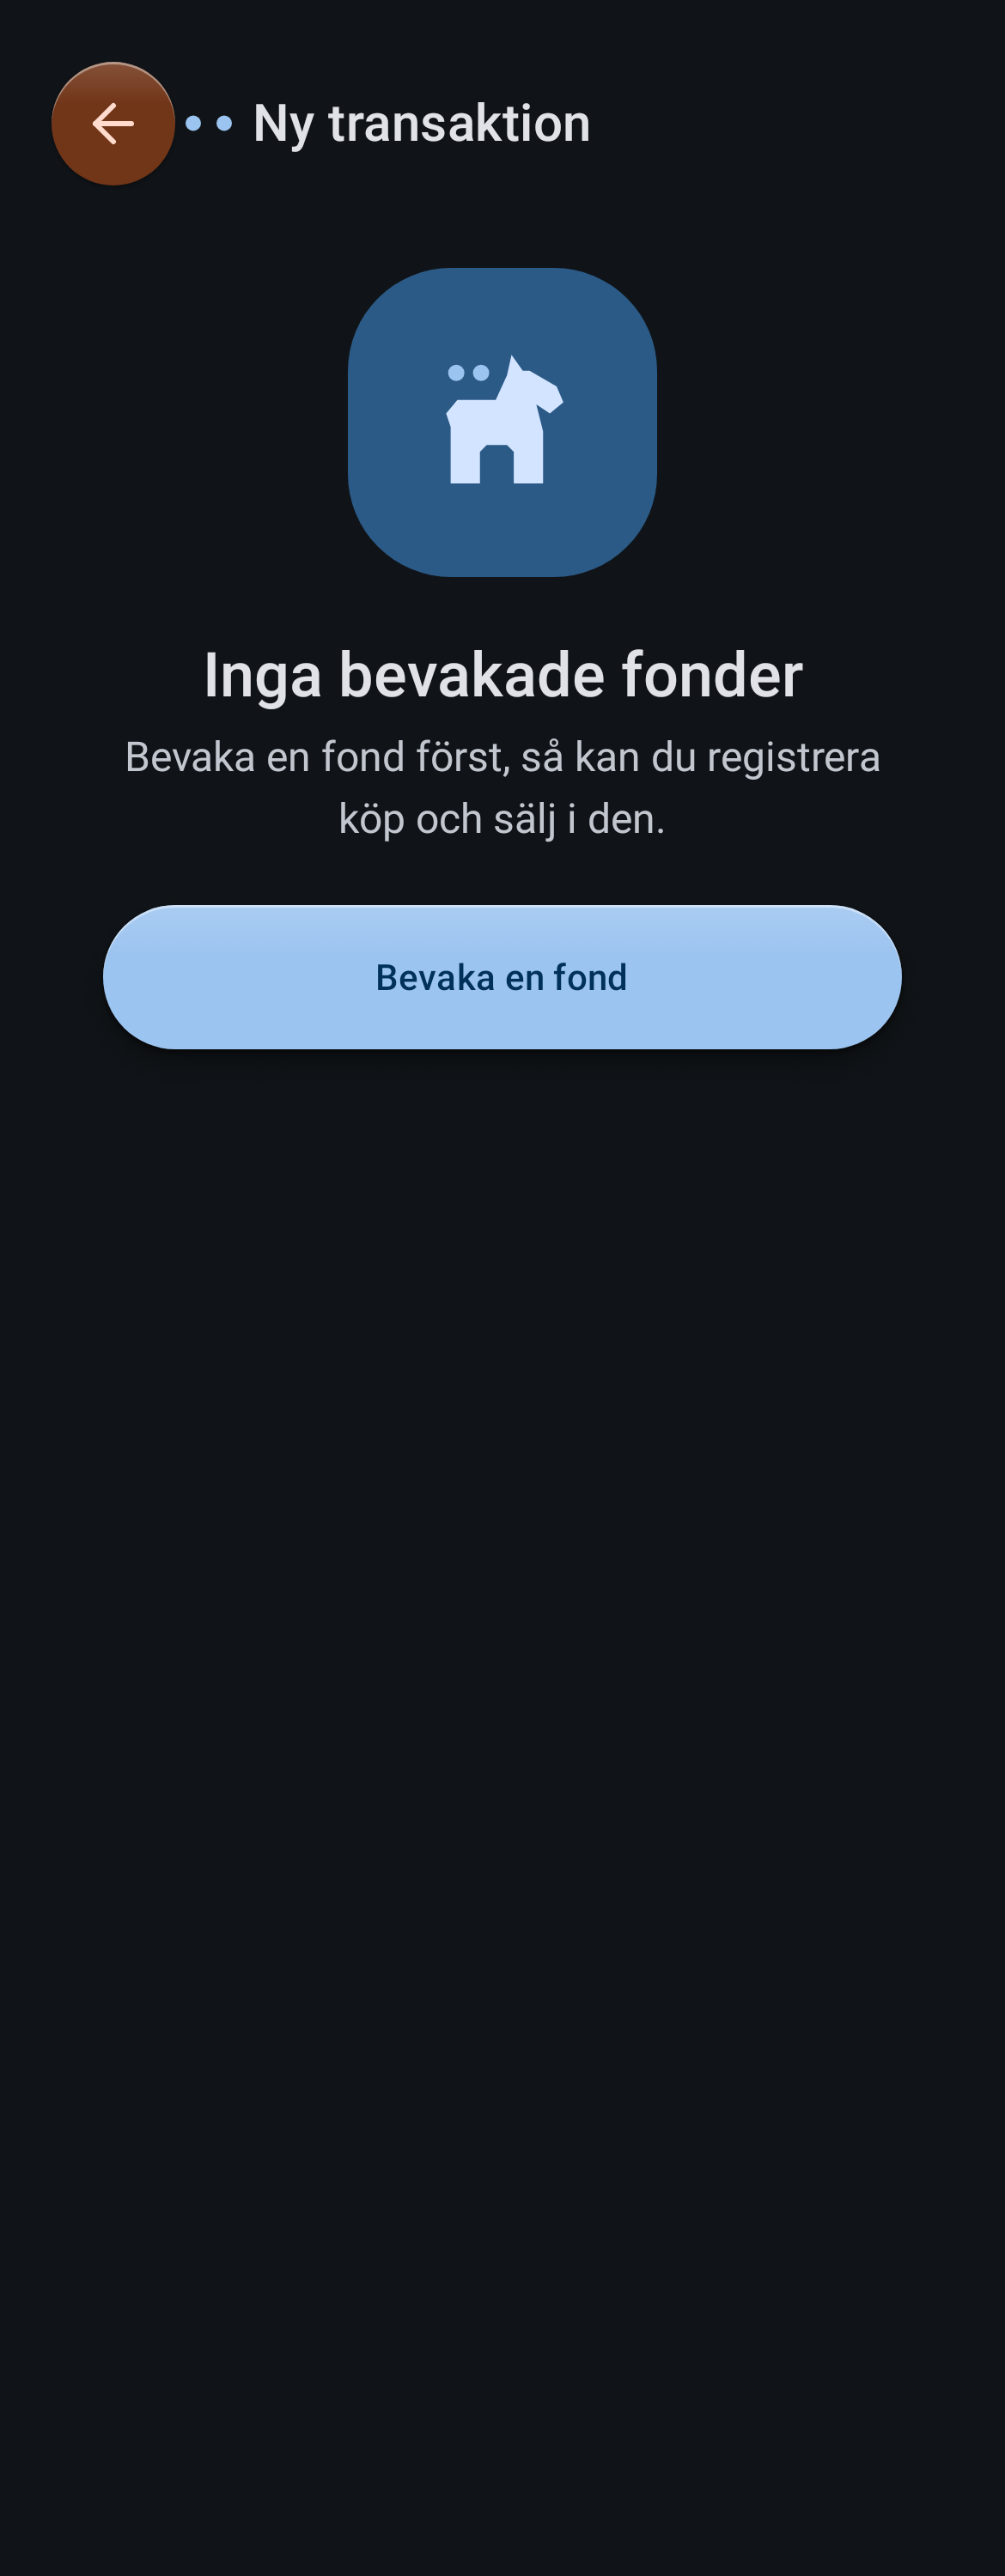 Ny transaktion
Inga bevakade fonder
Bevaka en fond först, så kan du registrera
köp och sälj i den.
Bevaka en fond